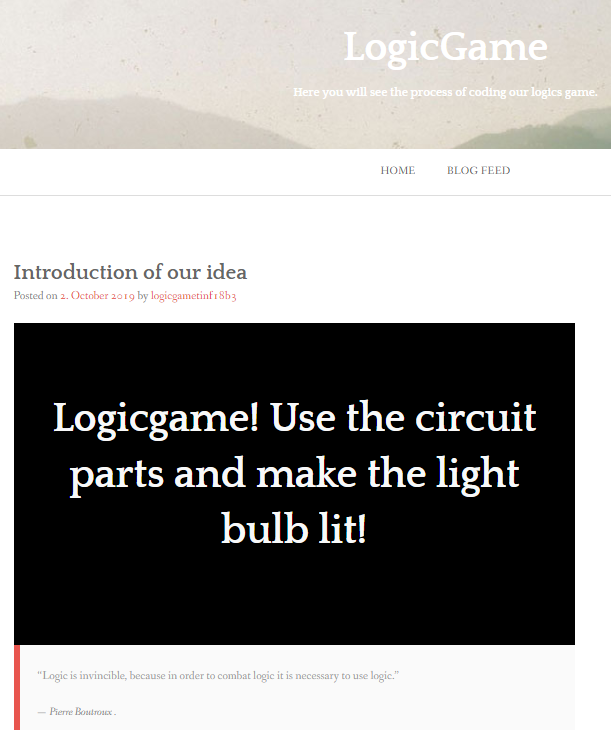 LogicGame
Here you will see the process of coding our logics game.
HOME BLOG FEED
Introduction of our idea
Posted on 2. October 2019 by logicgametinf18b3
Logicgame! Use the circuit
parts and make the light
bulb lit!
“Logic is invincible, because in order to combat logic it is necessary to use logic.”
— Pierre Boutroux .